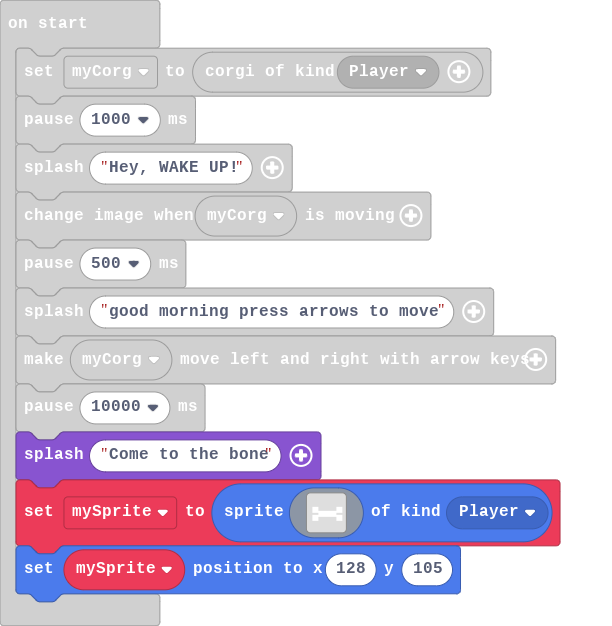 on start
set myCorg to corgi of kind Player
pause 1000 ms
splash "Hey, WAKE UP!"
change image when myCorg is moving
pause 500 ms
splash "good morning press arrows to move"
make myCorg move left and right with arrow keys
pause 10000 ms
splash "Come to the bone"
set mySprite to sprite of kind Player
set mySprite position to x 128 y 105